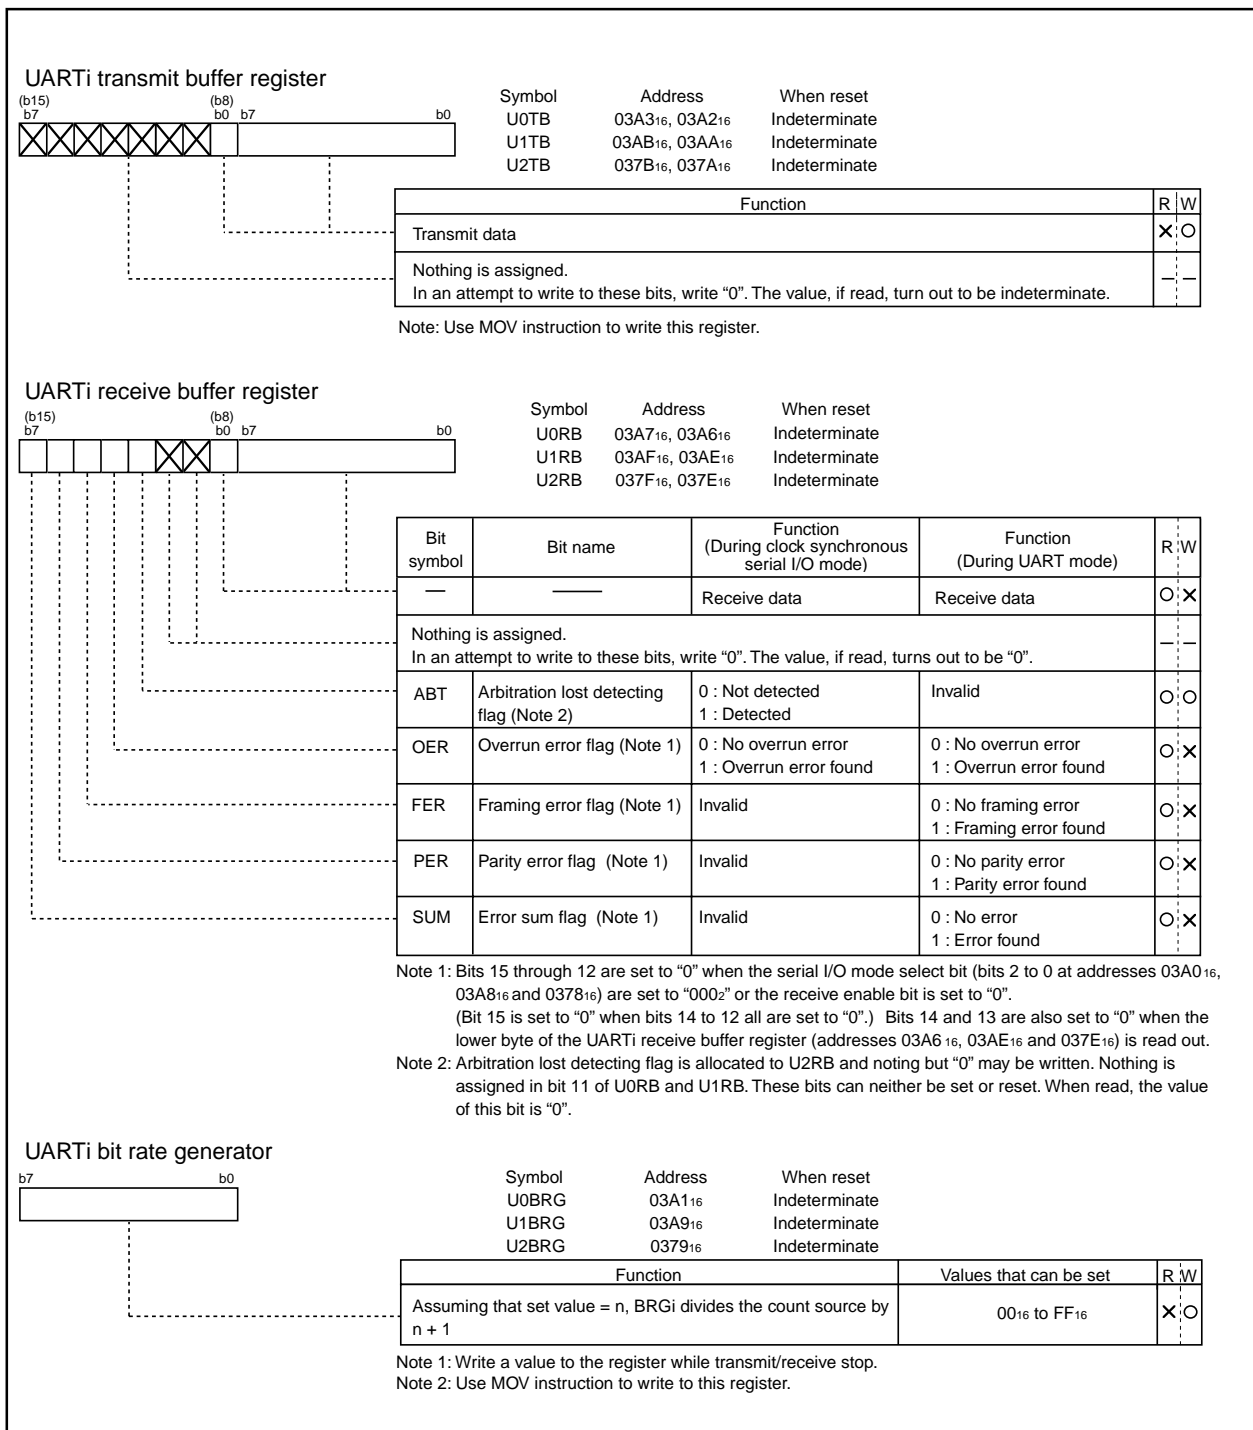 UARTi transmit buffer register
(b15) (b8)
b7 b0 b7 b0
Symbol Address When reset
U0TB 03A316, 03A216 Indeterminate
U1TB 03AB16, 03AA16 Indeterminate
U2TB 037B16, 037A16 Indeterminate
Function R W
Transmit data
Nothing is assigned.
In an attempt to write to these bits, write “0”. The value, if read, turn out to be indeterminate.
Note: Use MOV instruction to write this register.
UARTi receive buffer register
(b15) (b8)
b7 b0 b7 b0
Symbol Address When reset
U0RB 03A716, 03A616 Indeterminate
U1RB 03AF16, 03AE16 Indeterminate
U2RB 037F16, 037E16 Indeterminate
Bit symbol Bit name Function (During clock synchronous serial I/O mode) Function (During UART mode) R W
— —— Receive data Receive data
Nothing is assigned.
In an attempt to write to these bits, write “0”. The value, if read, turns out to be “0”.
ABT Arbitration lost detecting 0 : Not detected Invalid
flag (Note 2) 1 : Detected
OER Overrun error flag (Note 1) 0 : No overrun error 0 : No overrun error
1 : Overrun error found 1 : Overrun error found
FER Framing error flag (Note 1) Invalid 0 : No framing error
1 : Framing error found
PER Parity error flag (Note 1) Invalid 0 : No parity error
1 : Parity error found
SUM Error sum flag (Note 1) Invalid 0 : No error
1 : Error found
Note 1: Bits 15 through 12 are set to “0” when the serial I/O mode select bit (bits 2 to 0 at addresses 03A016,
03A816 and 037816) are set to “0002” or the receive enable bit is set to “0”.
(Bit 15 is set to “0” when bits 14 to 12 all are set to “0”.) Bits 14 and 13 are also set to “0” when the
lower byte of the UARTi receive buffer register (addresses 03A616, 03AE16 and 037E16) is read out.
Note 2: Arbitration lost detecting flag is allocated to U2RB and noting but “0” may be written. Nothing is
assigned in bit 11 of U0RB and U1RB. These bits can neither be set or reset. When read, the value
of this bit is “0”.
UARTi bit rate generator
b7 b0
Symbol Address When reset
U0BRG 03A116 Indeterminate
U1BRG 03A916 Indeterminate
U2BRG 037916 Indeterminate
Function Values that can be set R W
Assuming that set value = n, BRGi divides the count source by 0016 to FF16
n + 1
Note 1: Write a value to the register while transmit/receive stop.
Note 2: Use MOV instruction to write to this register.